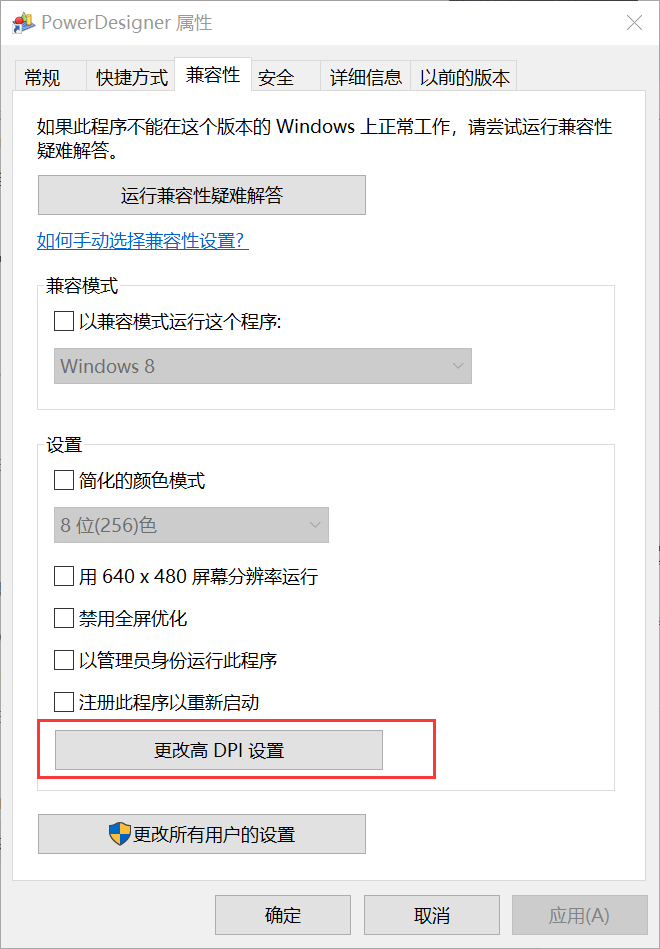 PowerDesigner 属性
常规 快捷方式 兼容性 安全 详细信息 以前的版本
如果此程序不能在这个版本的 Windows 上正常工作，请尝试运行兼容性
疑难解答。
运行兼容性疑难解答
如何手动选择兼容性设置?
兼容模式
以兼容模式运行这个程序:
Windows 8
设置
简化的颜色模式
8 位(256)色
用 640 x 480 屏幕分辨率运行
禁用全屏优化
以管理员身份运行此程序
注册此程序以重新启动
更改高 DPI 设置
更改所有用户的设置
确定 取消 应用(A)